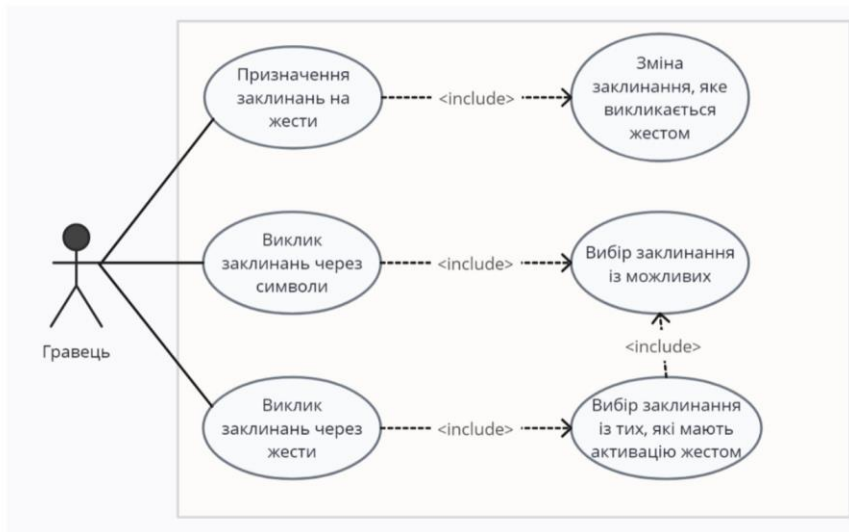 Призначення
заклинань на
жести
<include>
Зміна
заклинання, яке
викликається
жестом
Виклик
заклинань через
символи
<include>
Вибір заклинання
із можливих
Гравець
<include>
Виклик
заклинань через
жести
<include>
Вибір заклинання
із тих, які мають
активацію жестом